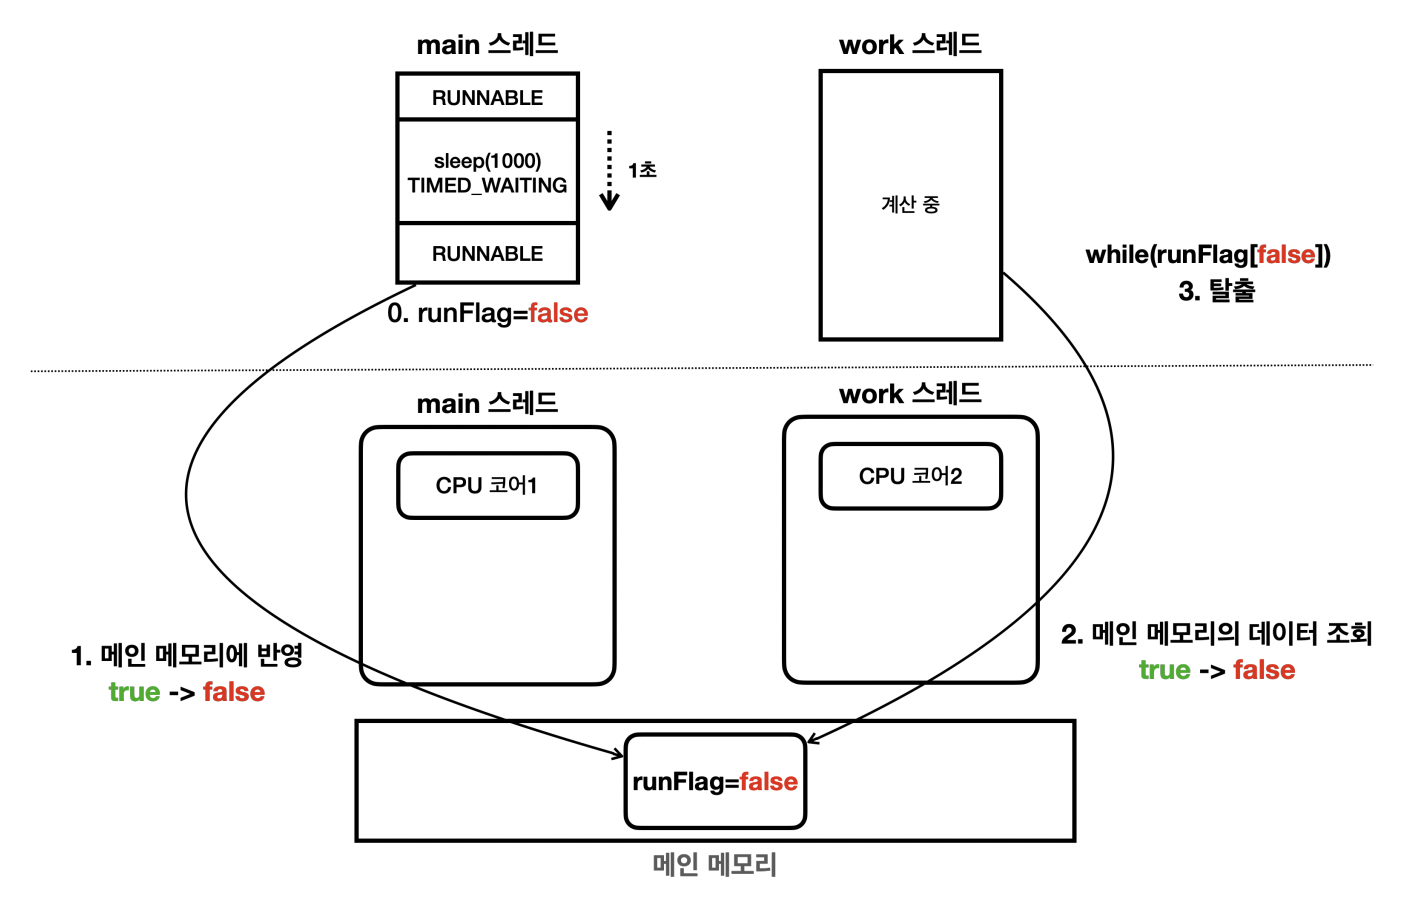 main 스레드
RUNNABLE
sleep(1000)
TIMED_WAITING
1초
RUNNABLE
0. runFlag=false
work 스레드
계산 중
while(runFlag[false])
3. 탈출
main 스레드
CPU 코어1
work 스레드
CPU 코어2
1. 메인 메모리에 반영
true -> false
2. 메인 메모리의 데이터 조회
true -> false
runFlag=false
메인 메모리